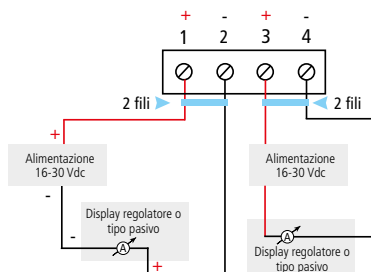 + - + -
1 2 3 4
2 fili 2 fili
+
Alimentazione
16-30 Vdc
Alimentazione
16-30 Vdc
-
Display regolatore o
tipo pasivo
- A
+
A
Display regolatore o
tipo pasivo